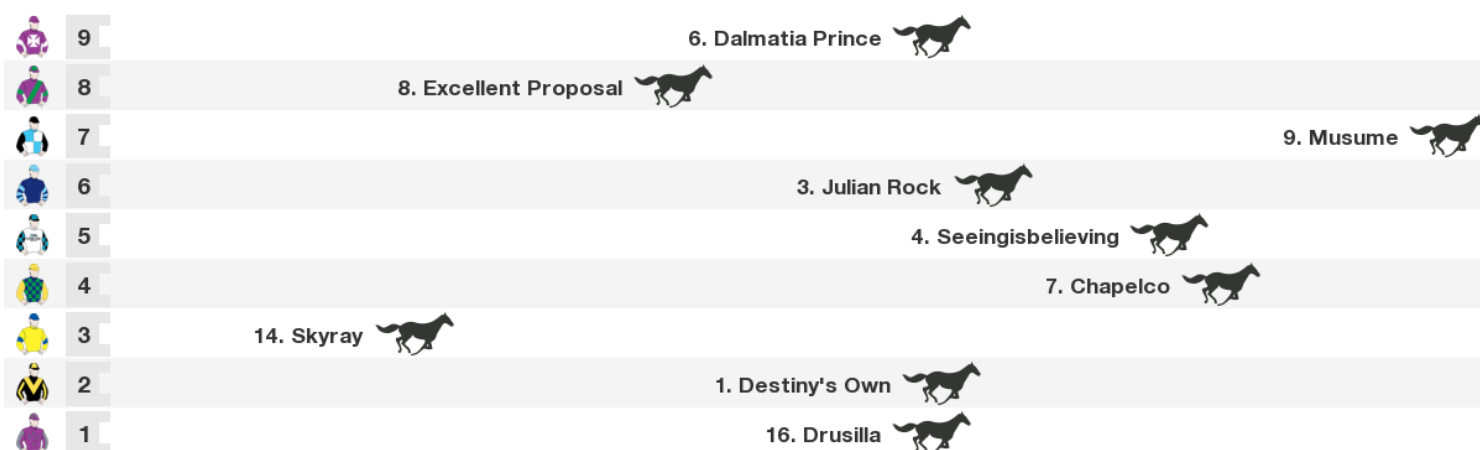 9 6. Dalmatia Prince
8 8. Excellent Proposal
7 9. Musume
6 3. Julian Rock
5 4. Seeingisbelieving
4 7. Chapelco
3 14. Skyray
2 1. Destiny's Own
1 16. Drusilla